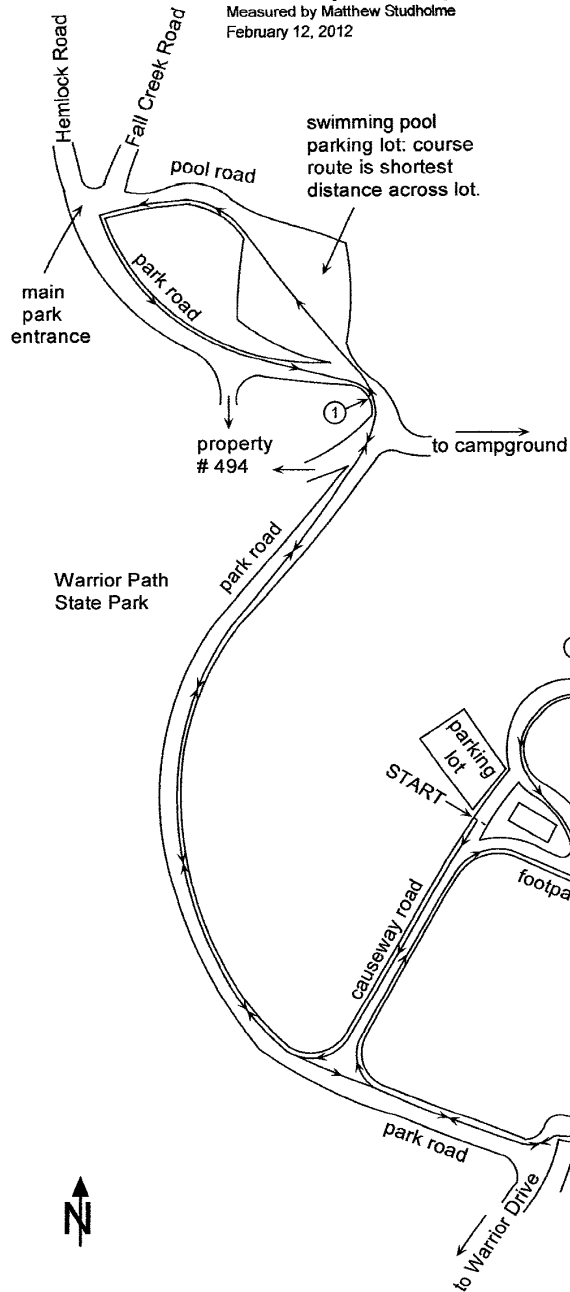 Measured by Matthew Studholme
February 12, 2012
Hemlock Road
Fall Creek Road
swimming pool
parking lot: course
route is shortest
distance across lot.
pool road
park road
main
park
entrance
1
property
# 494
to campground
park road
Warrior Path
State Park
parking
lot
START
footpa
causeway road
park road
N
to Warrior Drive